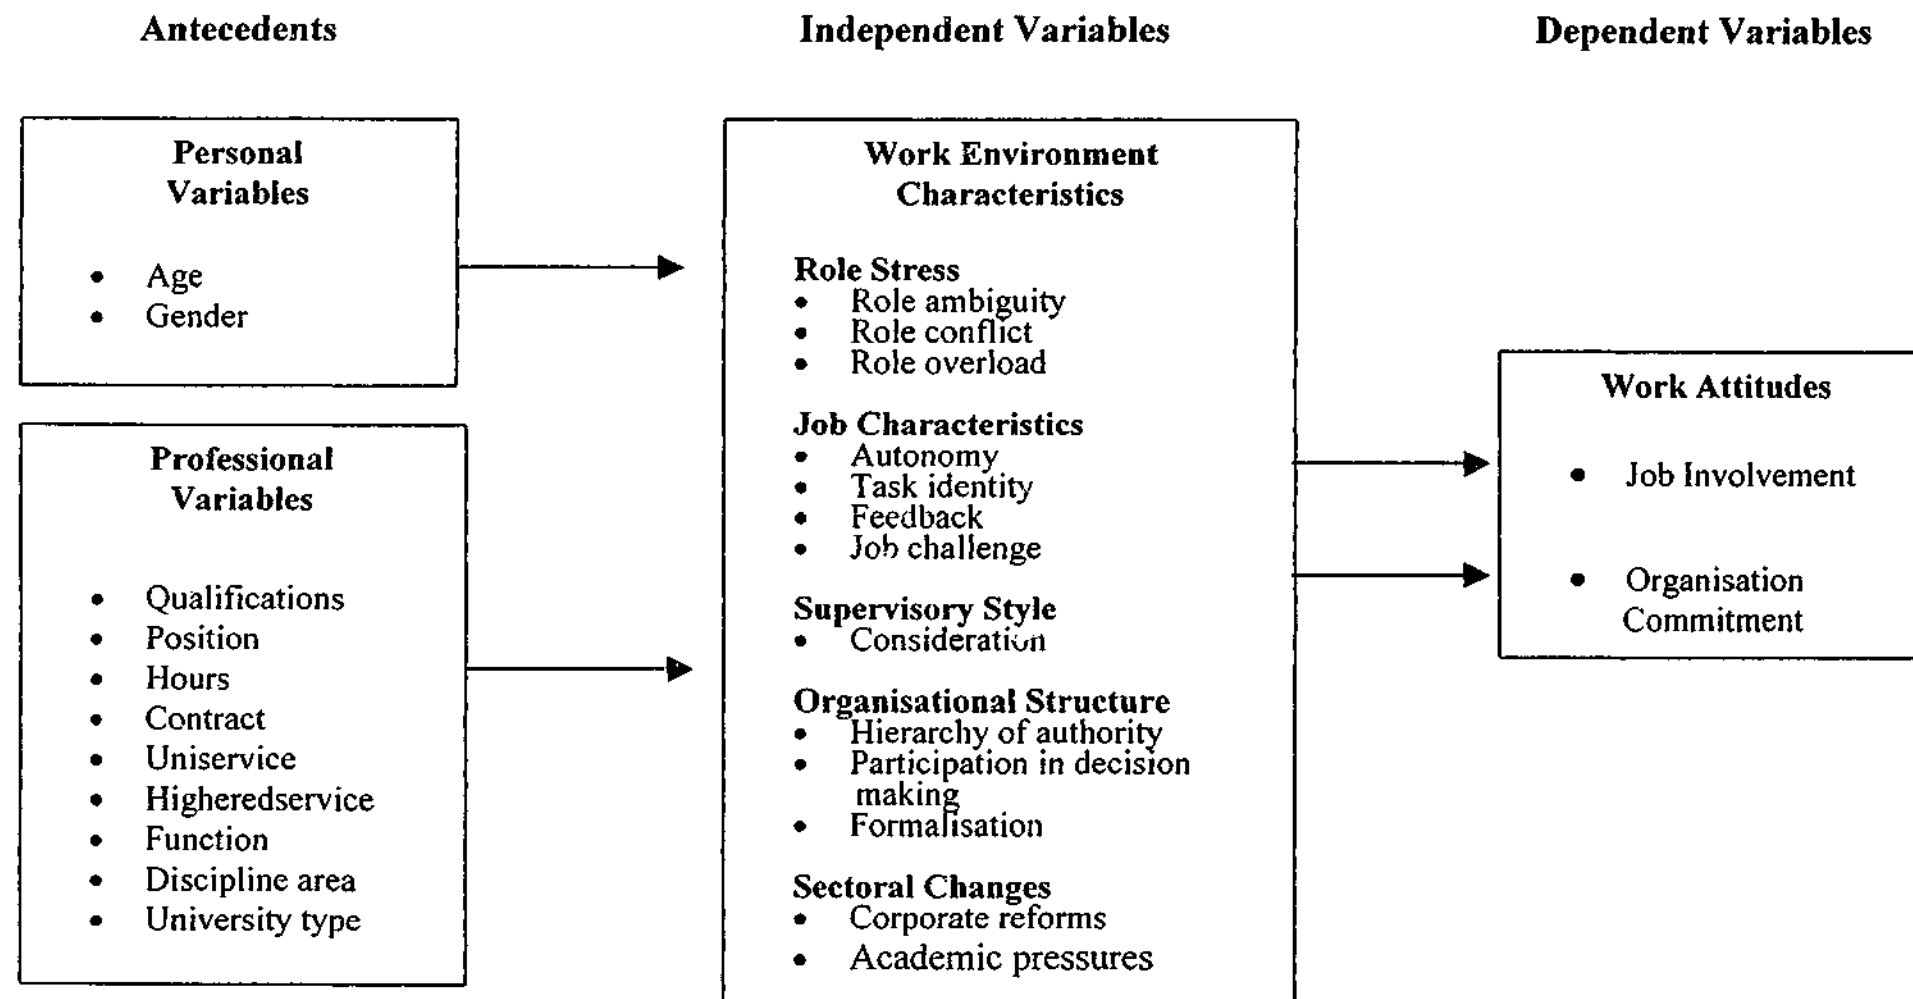 Antecedents
Independent Variables
Dependent Variables
Personal
Variables
• Age
• Gender
Professional
Variables
• Qualifications
• Position
• Hours
• Contract
• Uniservice
• Higheredservice
• Function
• Discipline area
• University type
Work Environment
Characteristics
Role Stress
• Role ambiguity
• Role conflict
• Role overload
Job Characteristics
• Autonomy
• Task identity
• Feedback
• Job challenge
Supervisory Style
• Consideration
Organisational Structure
• Hierarchy of authority
• Participation in decision
making
• Formalisation
Sectoral Changes
• Corporate reforms
• Academic pressures
Work Attitudes
• Job Involvement
• Organisation
Commitment